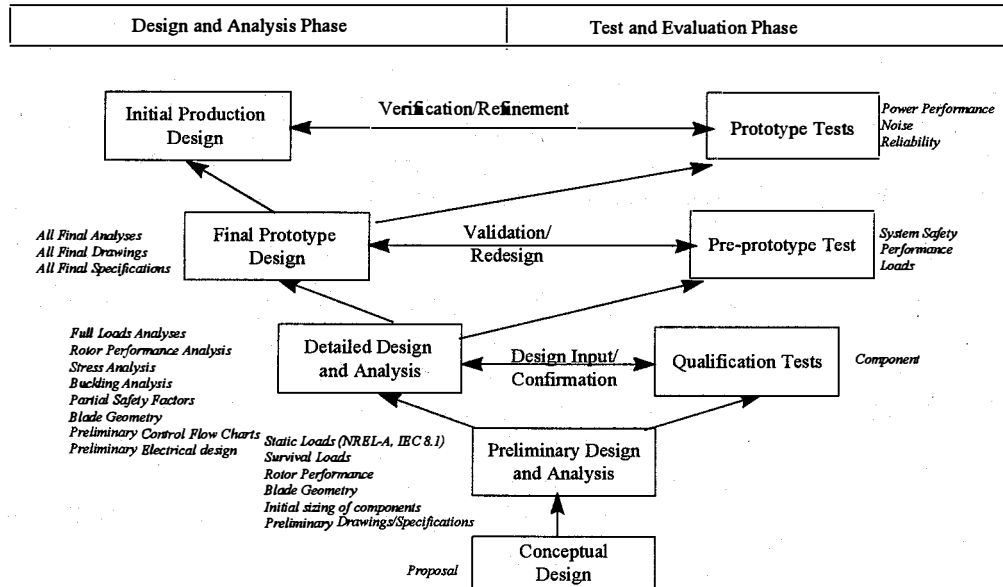 Design and Analysis Phase
Test and Evaluation Phase
Initial Production
Design
Verification/Refinement
Prototype Tests
Power Performance
Noise
Reliability
All Final Analyses
All Final Drawings
All Final Specifications
Final Prototype
Design
Validation/
Redesign
Pre-prototype Test
System Safety
Performance
Loads
Full Loads Analyses
Rotor Performance Analysis
Stress Analysis
Buckling Analysis
Partial Safety Factors
Blade Geometry
Preliminary Control Flow Charts
Preliminary Electrical design
Detailed Design
and Analysis
Design Input/
Confirmation
Qualification Tests
Component
Static Loads (NREL-A, IEC 8.1)
Survival Loads
Rotor Performance
Blade Geometry
Initial sizing of components
Preliminary Drawings/Specifications
Preliminary Design
and Analysis
Proposal
Conceptual
Design